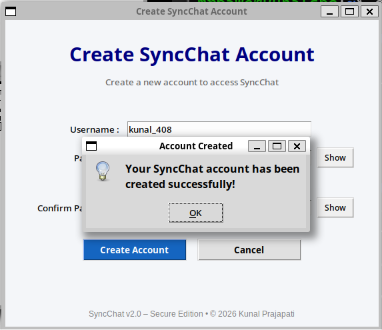 Create SyncChat Account
Create SyncChat Account
Create a new account to access SyncChat
Username : kunal_408
Account Created
Pa
Show
Your SyncChat account has been
created successfully!
OK
Confirm Pa
Show
Create Account Cancel
SyncChat v2.0 – Secure Edition • © 2026 Kunal Prajapati